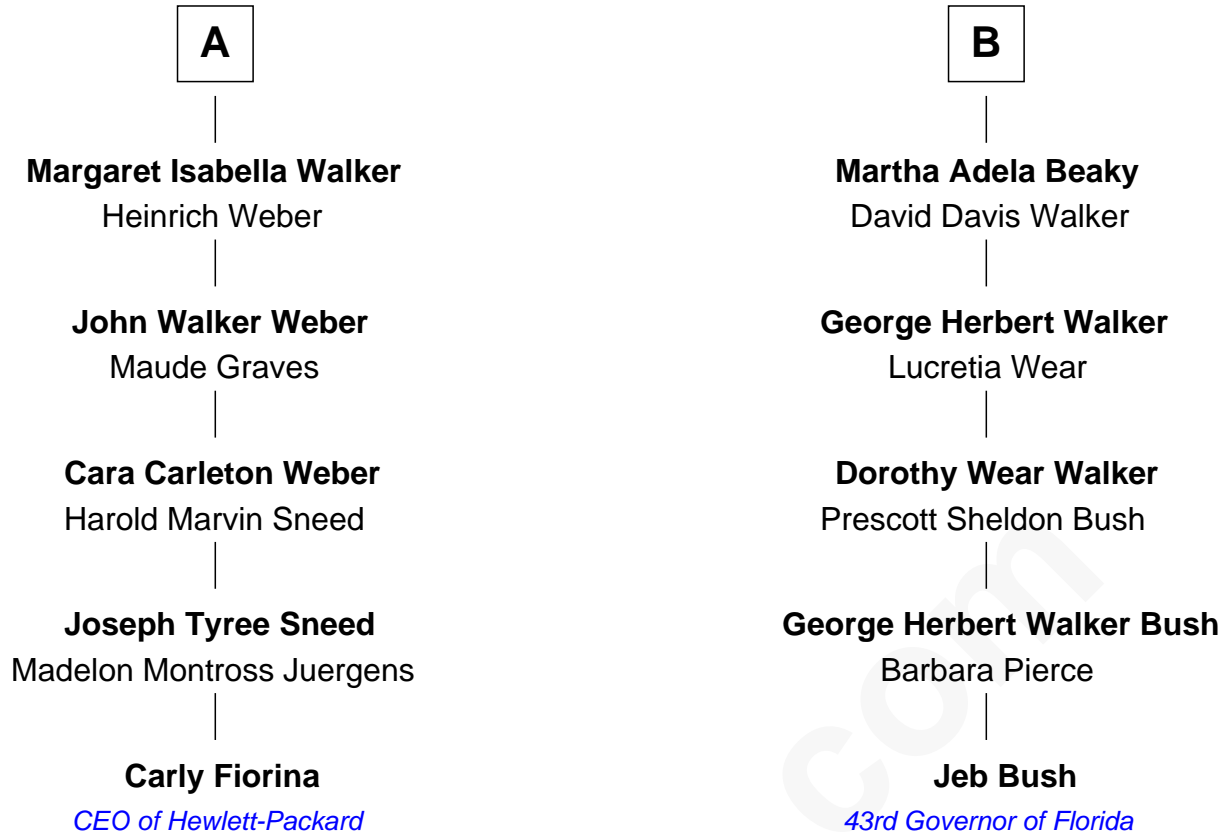 A
Margaret Isabella Walker
Heinrich Weber
John Walker Weber
Maude Graves
Cara Carleton Weber
Harold Marvin Sneed
Joseph Tyree Sneed
Madelon Montross Juergens
Carly Fiorina
CEO of Hewlett-Packard
B
Martha Adela Beaky
David Davis Walker
George Herbert Walker
Lucretia Wear
Dorothy Wear Walker
Prescott Sheldon Bush
George Herbert Walker Bush
Barbara Pierce
Jeb Bush
43rd Governor of Florida
com